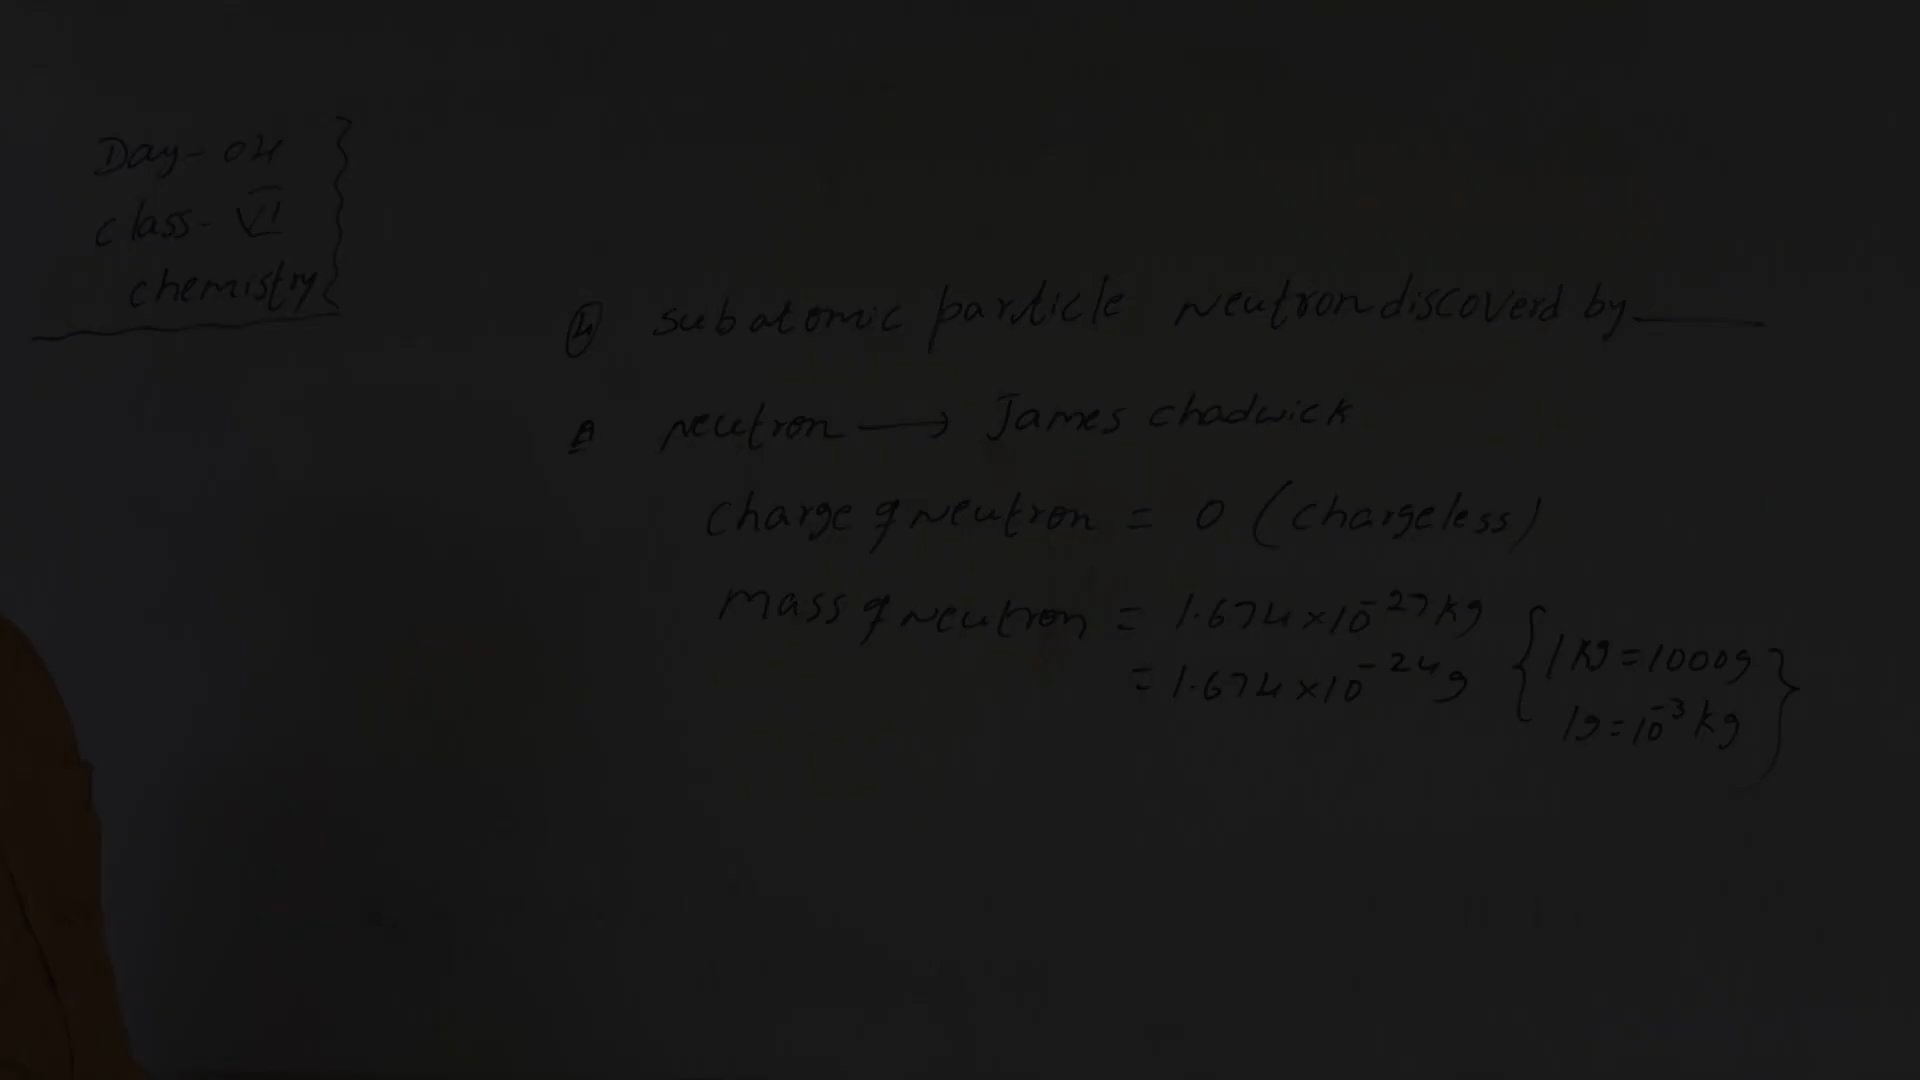 Day-04
class-VI
chemistry
④ subatomic particle neutron discoverd by______
A neutron ⟶ James chadwick
charge of neutron = 0 (chargeless)
mass of neutron = 1.674×10⁻²⁷kg
= 1.674×10⁻²⁴g
{1kg=1000g
1g=10⁻³kg}